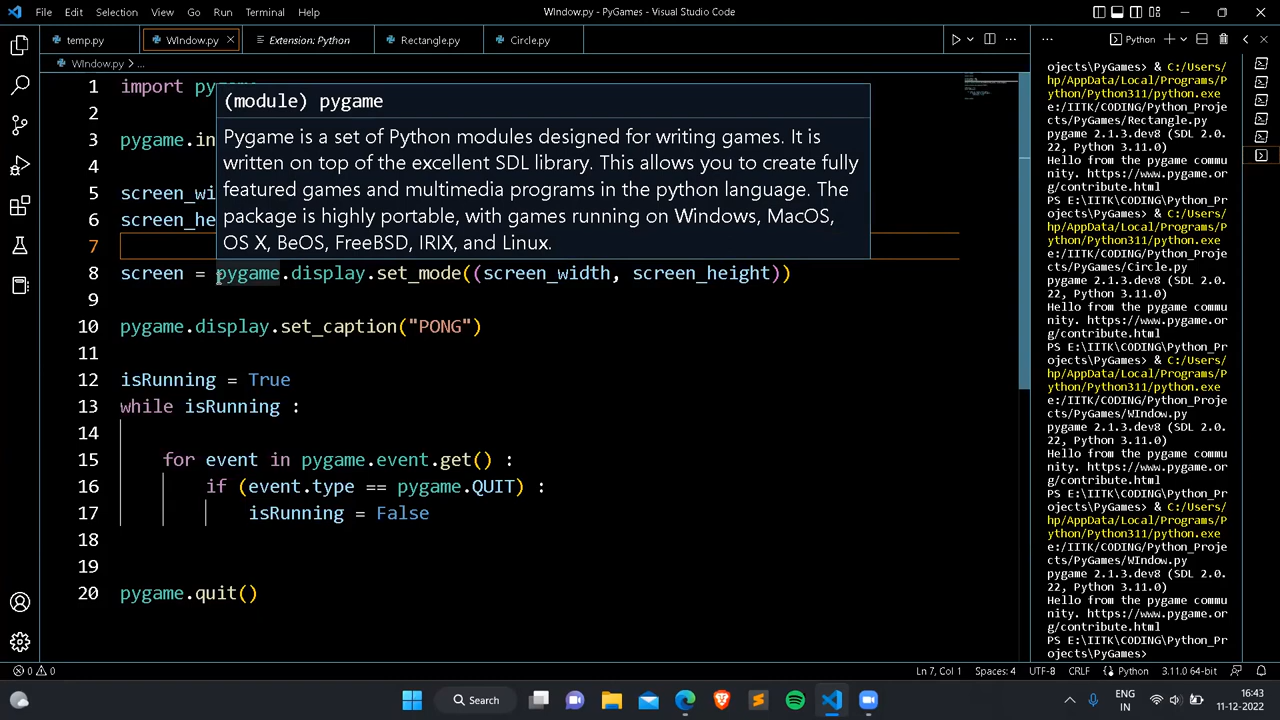 File Edit Selection View Go Run Terminal Help
WIndow.py - PyGames - Visual Studio Code
temp.py WIndow.py Extension: Python Rectangle.py Circle.py
WIndow.py > ...
Python
1 import pygame
2
3 pygame.in
4
5 screen_wi
6 screen_he
7
8 screen = pygame.display.set_mode((screen_width, screen_height))
9
10 pygame.display.set_caption("PONG")
11
12 isRunning = True
13 while isRunning :
14
15 for event in pygame.event.get() :
16 if (event.type == pygame.QUIT) :
17 isRunning = False
18
19
20 pygame.quit()
(module) pygame
Pygame is a set of Python modules designed for writing games. It is
written on top of the excellent SDL library. This allows you to create fully
featured games and multimedia programs in the python language. The
package is highly portable, with games running on Windows, MacOS,
OS X, BeOS, FreeBSD, IRIX, and Linux.
ojects\PyGames> & C:/Users/
hp/AppData/Local/Programs/P
ython/Python311/python.exe
e:/IITK/CODING/Python_Proje
cts/PyGames/Rectangle.py
pygame 2.1.3.dev8 (SDL 2.0.
22, Python 3.11.0)
Hello from the pygame commu
nity. https://www.pygame.or
g/contribute.html
PS E:\IITK\CODING\Python_Pr
ojects\PyGames> & C:/Users/
hp/AppData/Local/Programs/P
ython/Python311/python.exe
e:/IITK/CODING/Python_Proje
cts/PyGames/Circle.py
pygame 2.1.3.dev8 (SDL 2.0.
22, Python 3.11.0)
Hello from the pygame commu
nity. https://www.pygame.or
g/contribute.html
PS E:\IITK\CODING\Python_Pr
ojects\PyGames> & C:/Users/
hp/AppData/Local/Programs/P
ython/Python311/python.exe
e:/IITK/CODING/Python_Proje
cts/PyGames/WIndow.py
pygame 2.1.3.dev8 (SDL 2.0.
22, Python 3.11.0)
Hello from the pygame commu
nity. https://www.pygame.or
g/contribute.html
PS E:\IITK\CODING\Python_Pr
ojects\PyGames> & C:/Users/
hp/AppData/Local/Programs/P
ython/Python311/python.exe
e:/IITK/CODING/Python_Proje
cts/PyGames/WIndow.py
pygame 2.1.3.dev8 (SDL 2.0.
22, Python 3.11.0)
Hello from the pygame commu
nity. https://www.pygame.or
g/contribute.html
PS E:\IITK\CODING\Python_Pr
ojects\PyGames>
0 0
Ln 7, Col 1 Spaces: 4 UTF-8 CRLF Python 3.11.0 64-bit
Search
ENG
IN
16:43
11-12-2022